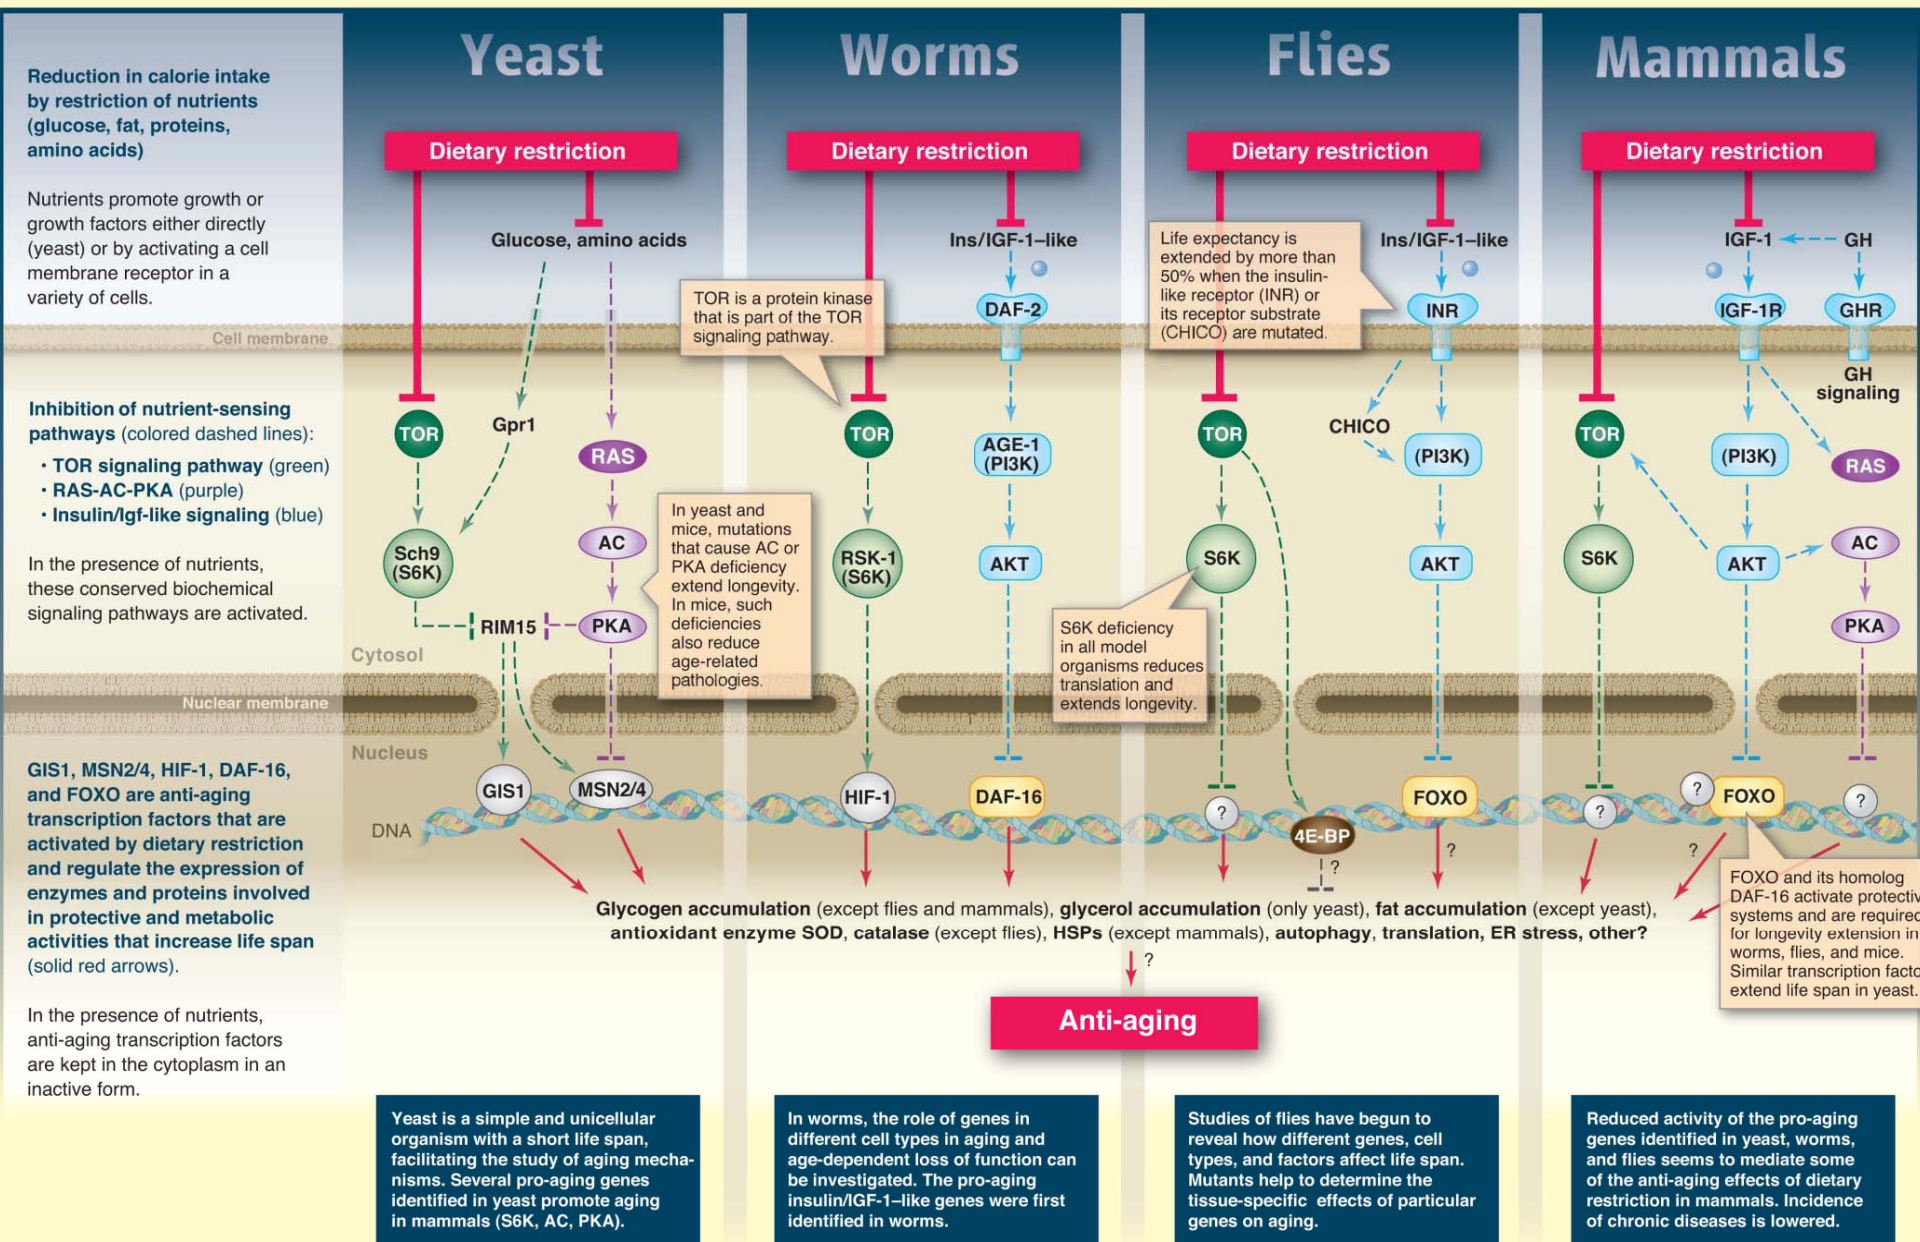 Yeast
Worms
Flies
Mammals
Reduction in calorie intake
by restriction of nutrients
(glucose, fat, proteins,
amino acids)
Nutrients promote growth or
growth factors either directly
(yeast) or by activating a cell
membrane receptor in a
variety of cells.
Cell membrane
Inhibition of nutrient-sensing
pathways (colored dashed lines):
• TOR signaling pathway (green)
• RAS-AC-PKA (purple)
• Insulin/Igf-like signaling (blue)
In the presence of nutrients,
these conserved biochemical
signaling pathways are activated.
Nuclear membrane
GIS1, MSN2/4, HIF-1, DAF-16,
and FOXO are anti-aging
transcription factors that are
activated by dietary restriction
and regulate the expression of
enzymes and proteins involved
in protective and metabolic
activities that increase life span
(solid red arrows).
In the presence of nutrients,
anti-aging transcription factors
are kept in the cytoplasm in an
inactive form.
Dietary restriction
Glucose, amino acids
TOR
Gpr1
RAS
Sch9
(S6K)
AC
RIM15
PKA
Cytosol
Nucleus
GIS1
MSN2/4
DNA
In yeast and
mice, mutations
that cause AC or
PKA deficiency
extend longevity.
In mice, such
deficiencies
also reduce
age-related
pathologies.
Dietary restriction
Ins/IGF-1–like
TOR is a protein kinase
that is part of the TOR
signaling pathway.
DAF-2
TOR
AGE-1
(PI3K)
RSK-1
(S6K)
AKT
HIF-1
DAF-16
Dietary restriction
Life expectancy is
extended by more than
50% when the insulin-
like receptor (INR) or
its receptor substrate
(CHICO) are mutated.
Ins/IGF-1–like
INR
TOR
CHICO
(PI3K)
S6K
AKT
S6K deficiency
in all model
organisms reduces
translation and
extends longevity.
?
4E-BP
?
FOXO
?
Dietary restriction
IGF-1
GH
IGF-1R
GHR
GH
signaling
TOR
(PI3K)
RAS
S6K
AKT
AC
PKA
?
?
FOXO
?
?
FOXO and its homolog
DAF-16 activate protectiv
systems and are required
for longevity extension in
worms, flies, and mice.
Similar transcription facto
extend life span in yeast.
Glycogen accumulation (except flies and mammals), glycerol accumulation (only yeast), fat accumulation (except yeast),
antioxidant enzyme SOD, catalase (except flies), HSPs (except mammals), autophagy, translation, ER stress, other?
?
Anti-aging
Yeast is a simple and unicellular
organism with a short life span,
facilitating the study of aging mecha-
nisms. Several pro-aging genes
identified in yeast promote aging
in mammals (S6K, AC, PKA).
In worms, the role of genes in
different cell types in aging and
age-dependent loss of function can
be investigated. The pro-aging
insulin/IGF-1–like genes were first
identified in worms.
Studies of flies have begun to
reveal how different genes, cell
types, and factors affect life span.
Mutants help to determine the
tissue-specific effects of particular
genes on aging.
Reduced activity of the pro-aging
genes identified in yeast, worms,
and flies seems to mediate some
of the anti-aging effects of dietary
restriction in mammals. Incidence
of chronic diseases is lowered.